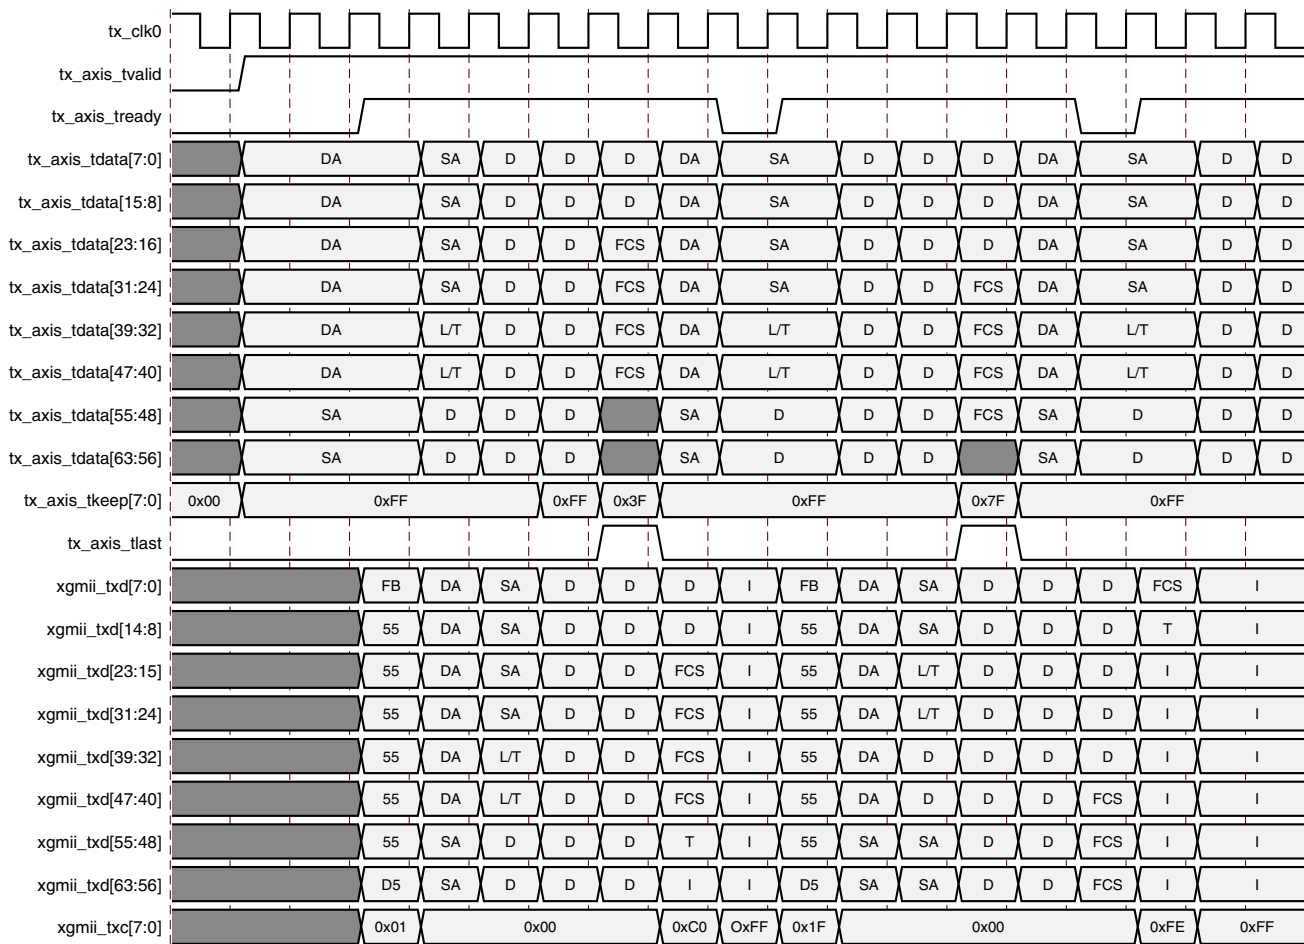 tx_clk0
tx_axis_tvalid
tx_axis_tready
tx_axis_tdata[7:0] DA SA D D D DA SA D D D DA SA D D
tx_axis_tdata[15:8] DA SA D D D DA SA D D D DA SA D D
tx_axis_tdata[23:16] DA SA D D FCS DA SA D D D DA SA D D
tx_axis_tdata[31:24] DA SA D D FCS DA SA D D FCS DA SA D D
tx_axis_tdata[39:32] DA L/T D D FCS DA L/T D D FCS DA L/T D D
tx_axis_tdata[47:40] DA L/T D D FCS DA L/T D D FCS DA L/T D D
tx_axis_tdata[55:48] SA D D D SA D D D FCS SA D D D
tx_axis_tdata[63:56] SA D D D SA D D D SA D D D
tx_axis_tkeep[7:0] 0x00 0xFF 0xFF 0x3F 0xFF 0x7F 0xFF
tx_axis_tlast
xgmii_txd[7:0] FB DA SA D D D I FB DA SA D D D FCS I
xgmii_txd[14:8] 55 DA SA D D D I 55 DA SA D D D T I
xgmii_txd[23:15] 55 DA SA D D FCS I 55 DA L/T D D D I I
xgmii_txd[31:24] 55 DA SA D D FCS I 55 DA L/T D D D I I
xgmii_txd[39:32] 55 DA L/T D D FCS I 55 DA D D D D I I
xgmii_txd[47:40] 55 DA L/T D D FCS I 55 DA D D D FCS I I
xgmii_txd[55:48] 55 SA D D D T I 55 SA SA D D FCS I I
xgmii_txd[63:56] D5 SA D D D I I D5 SA SA D D FCS I I
xgmii_txc[7:0] 0x01 0x00 0xC0 OxFF 0x1F 0x00 0xFE 0xFF